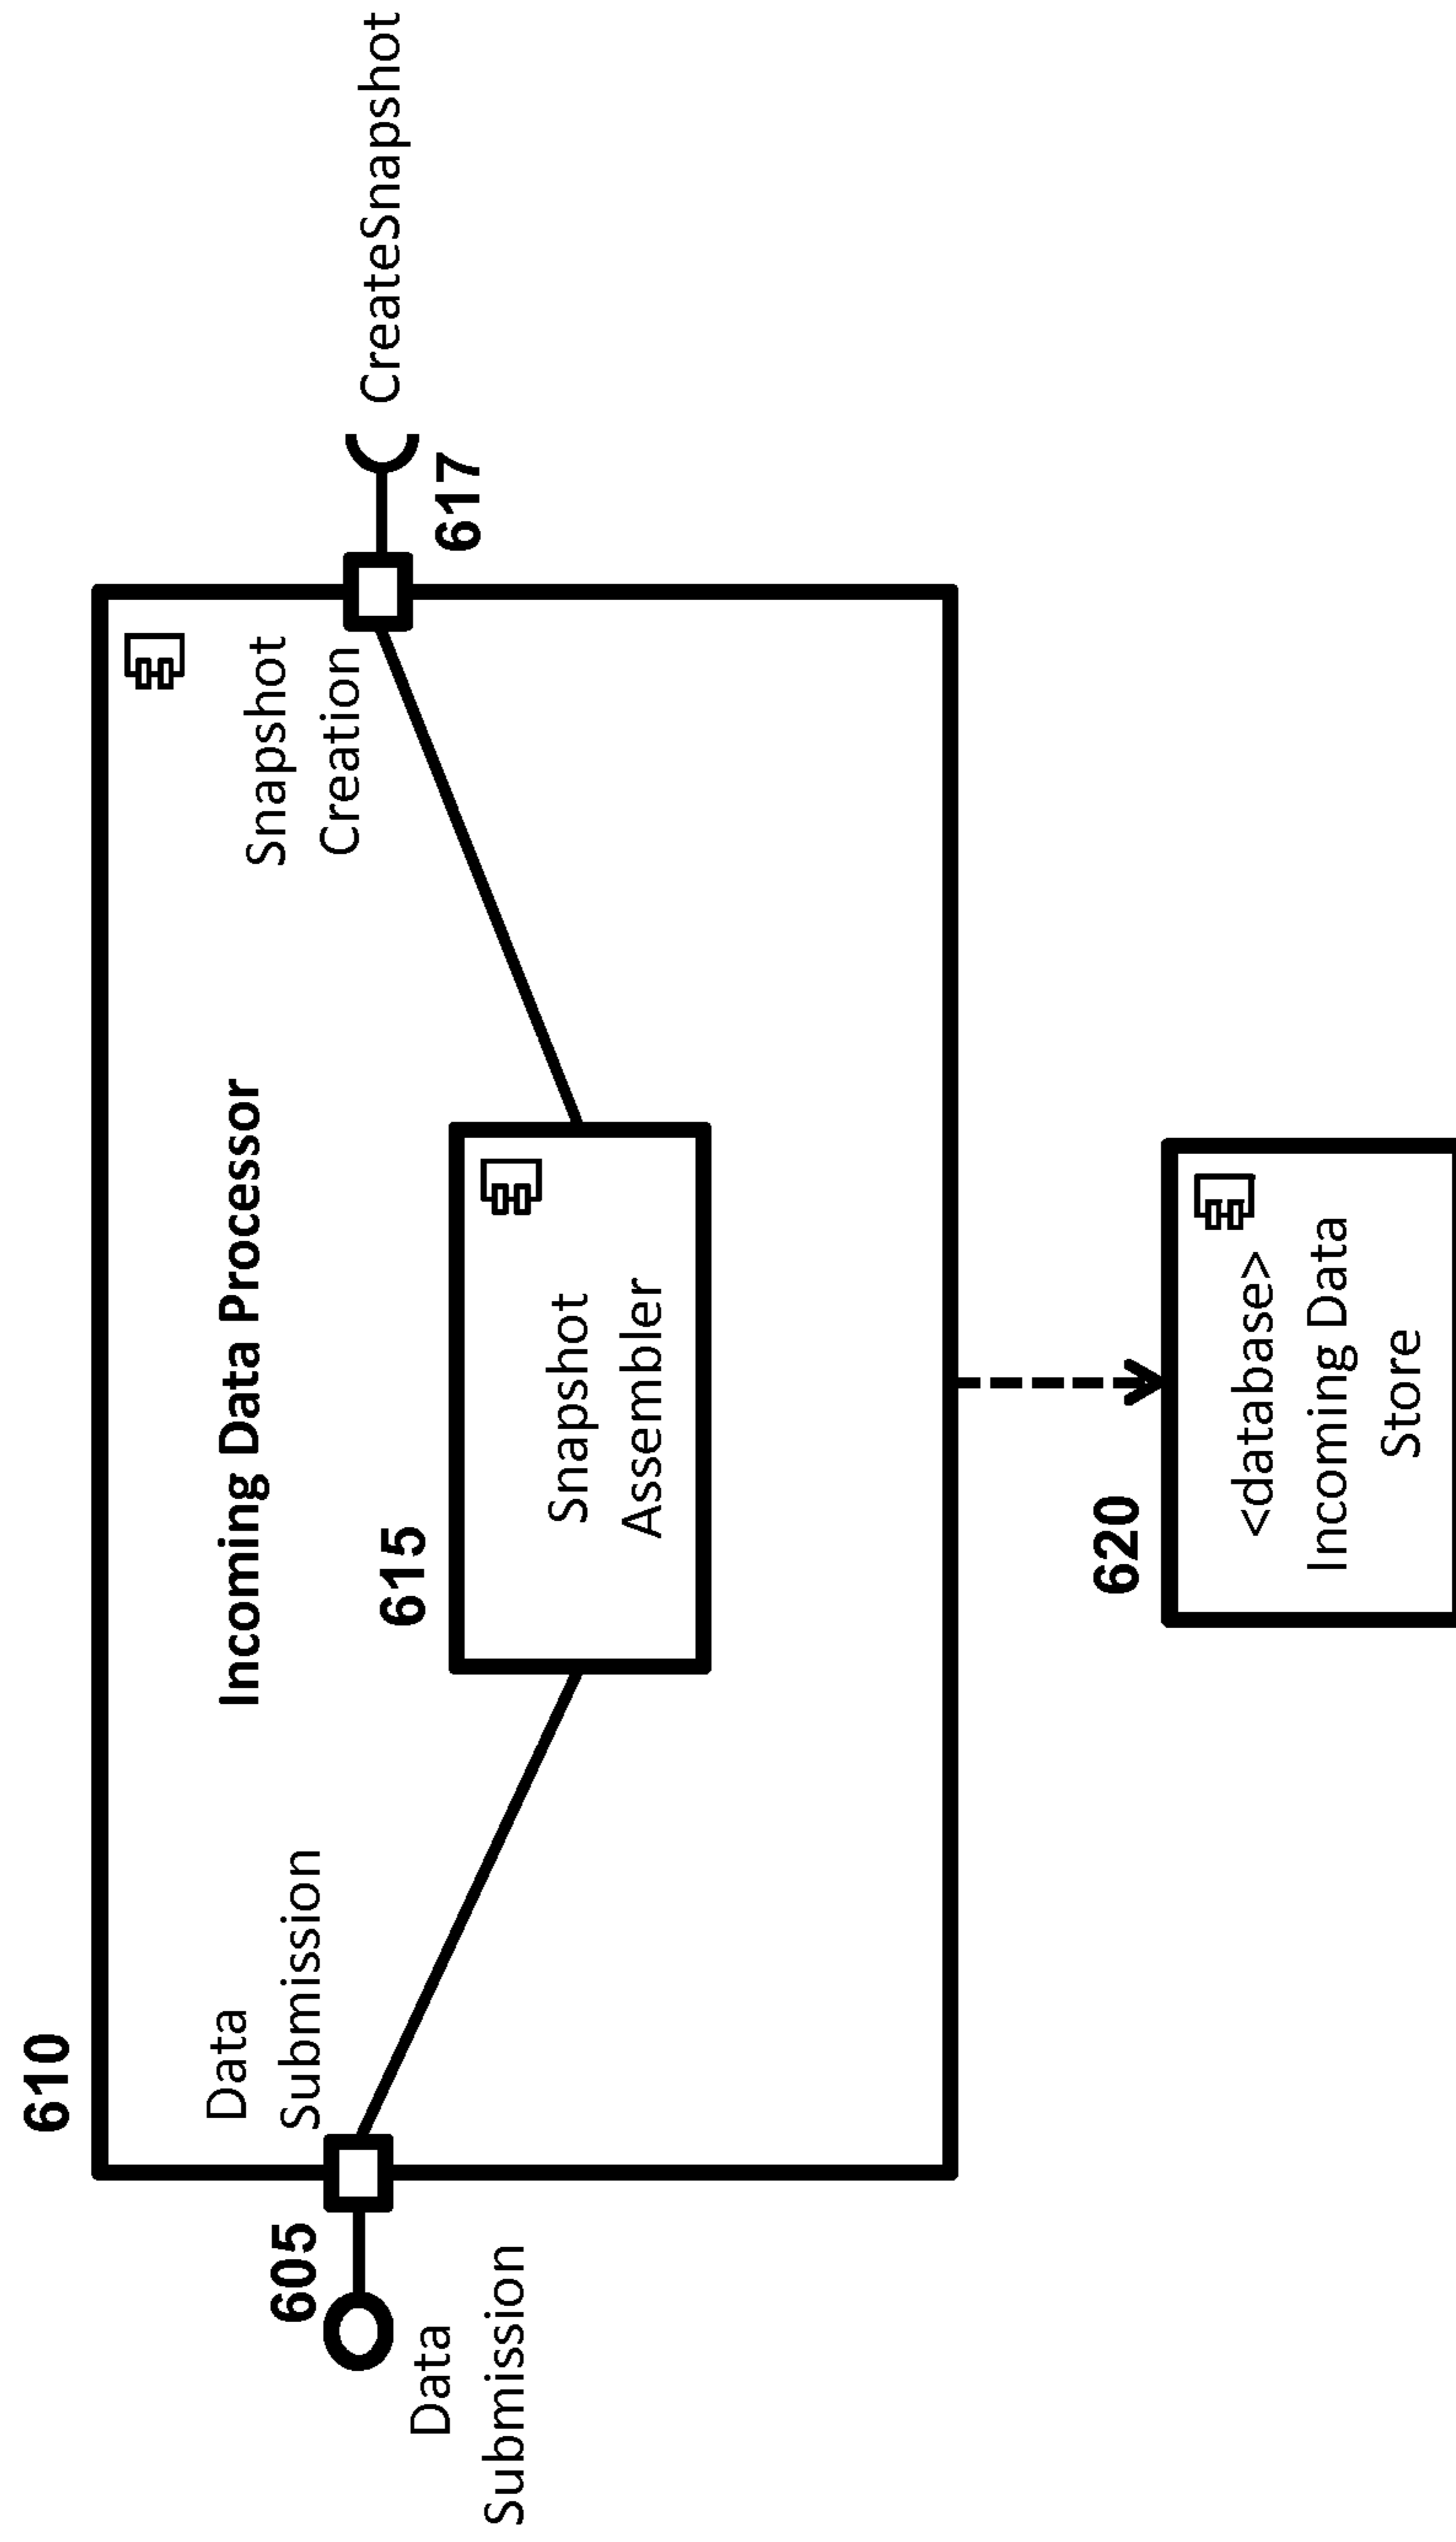 610
Incoming Data Processor
Data
Submission
Snapshot
Creation
605
Data
Submission
615
Snapshot
Assembler
617
CreateSnapshot
620
<database>
Incoming Data
Store